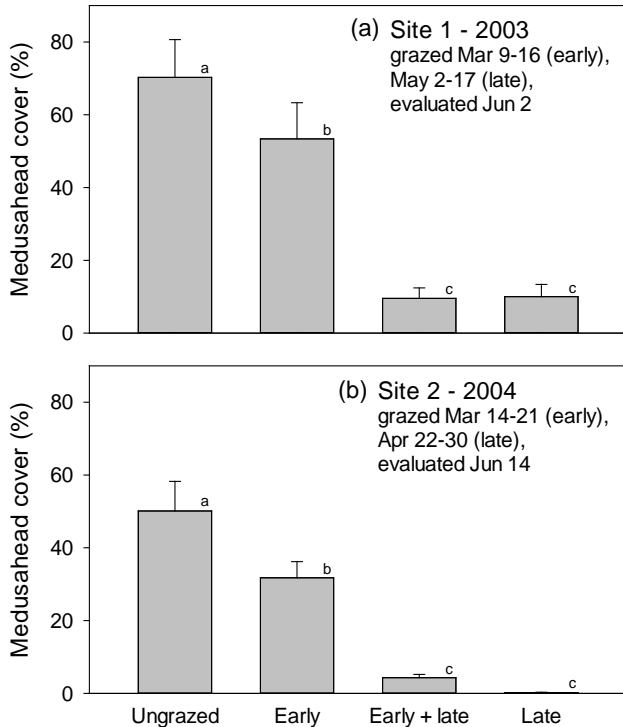 (a) Site 1 - 2003
grazed Mar 9-16 (early),
May 2-17 (late),
evaluated Jun 2
Medusahead cover (%)
80
60
40
20
0
a
b
c
c
(b) Site 2 - 2004
grazed Mar 14-21 (early),
Apr 22-30 (late),
evaluated Jun 14
Medusahead cover (%)
80
60
40
20
0
a
b
c
c
Ungrazed Early Early + late Late